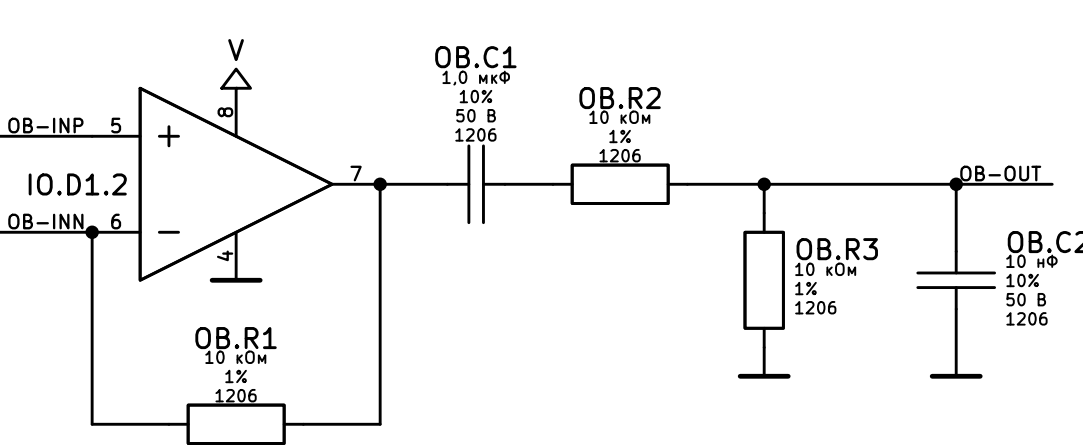 V
8
OB-INP 5
+
IO.D1.2
OB-INN 6
−
4
7
OB.C1
1,0 мкФ
10%
50 В
1206
OB.R2
10 кОм
1%
1206
OB-OUT
OB.R3
10 кОм
1%
1206
OB.C2
10 нФ
10%
50 В
1206
OB.R1
10 кОм
1%
1206